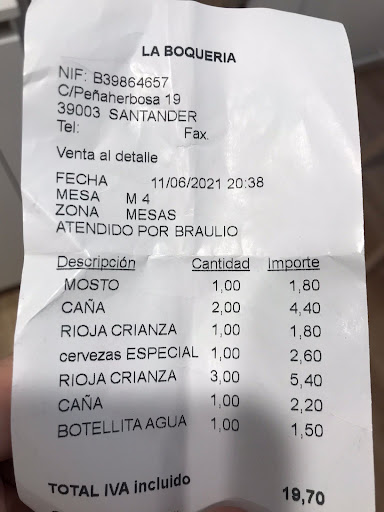 LA BOQUERIA
NIF: B39864657
C/Peñaherbosa 19
39003 SANTANDER
Tel: Fax.
Venta al detalle
FECHA 11/06/2021 20:38
MESA M 4
ZONA MESAS
ATENDIDO POR BRAULIO
Descripción Cantidad Importe
MOSTO 1,00 1,80
CAÑA 2,00 4,40
RIOJA CRIANZA 1,00 1,80
cervezas ESPECIAL 1,00 2,60
RIOJA CRIANZA 3,00 5,40
CAÑA 1,00 2,20
BOTELLITA AGUA 1,00 1,50
TOTAL IVA incluido 19,70